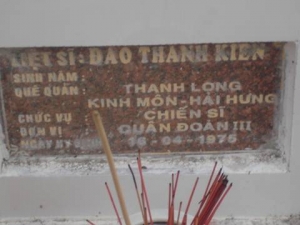 LIỆT SĨ: ĐÀO THANH KIÊN
SINH NĂM :
QUÊ QUÁN : THANH LONG
KINH MÔN - HẢI HƯNG
CHỨC VỤ : CHIẾN SĨ
ĐƠN VỊ : QUÂN ĐOÀN III
NGÀY HY SINH 16-04-1975